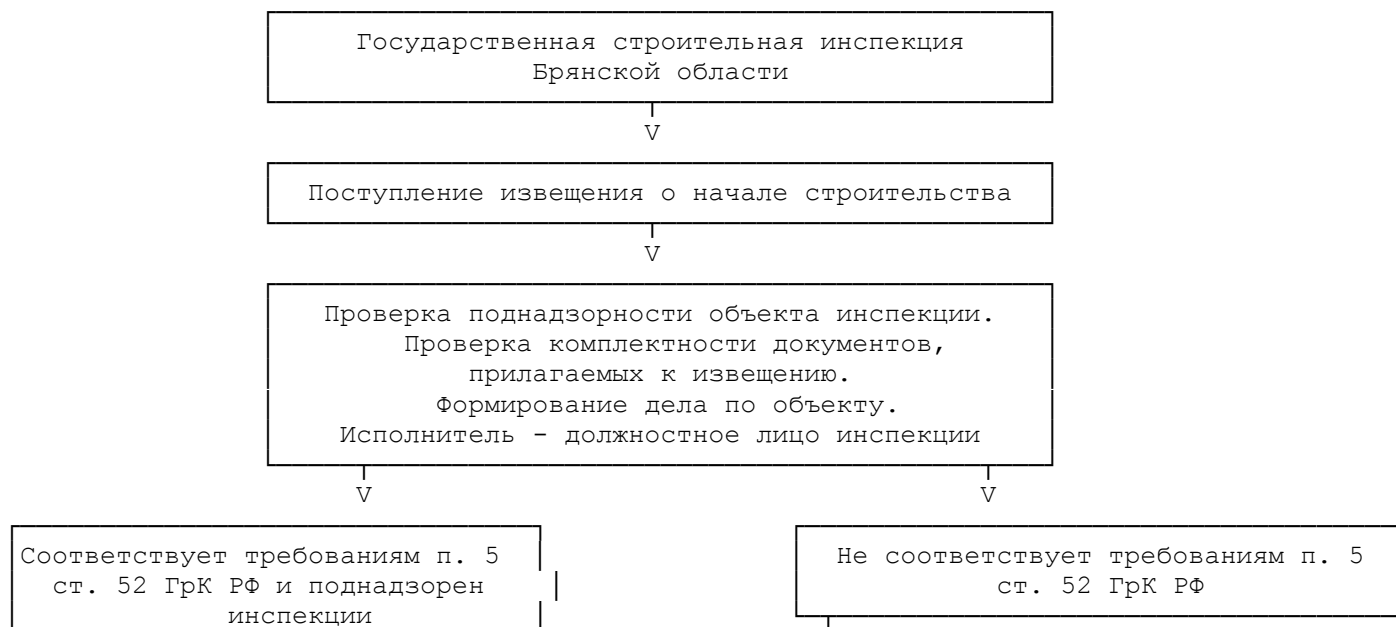 Государственная строительная инспекция
Брянской области
V
Поступление извещения о начале строительства
V
Проверка поднадзорности объекта инспекции.
Проверка комплектности документов,
прилагаемых к извещению.
Формирование дела по объекту.
Исполнитель - должностное лицо инспекции
V
V
Соответствует требованиям п. 5
ст. 52 ГрК РФ и поднадзорен
инспекции
Не соответствует требованиям п. 5
ст. 52 ГрК РФ